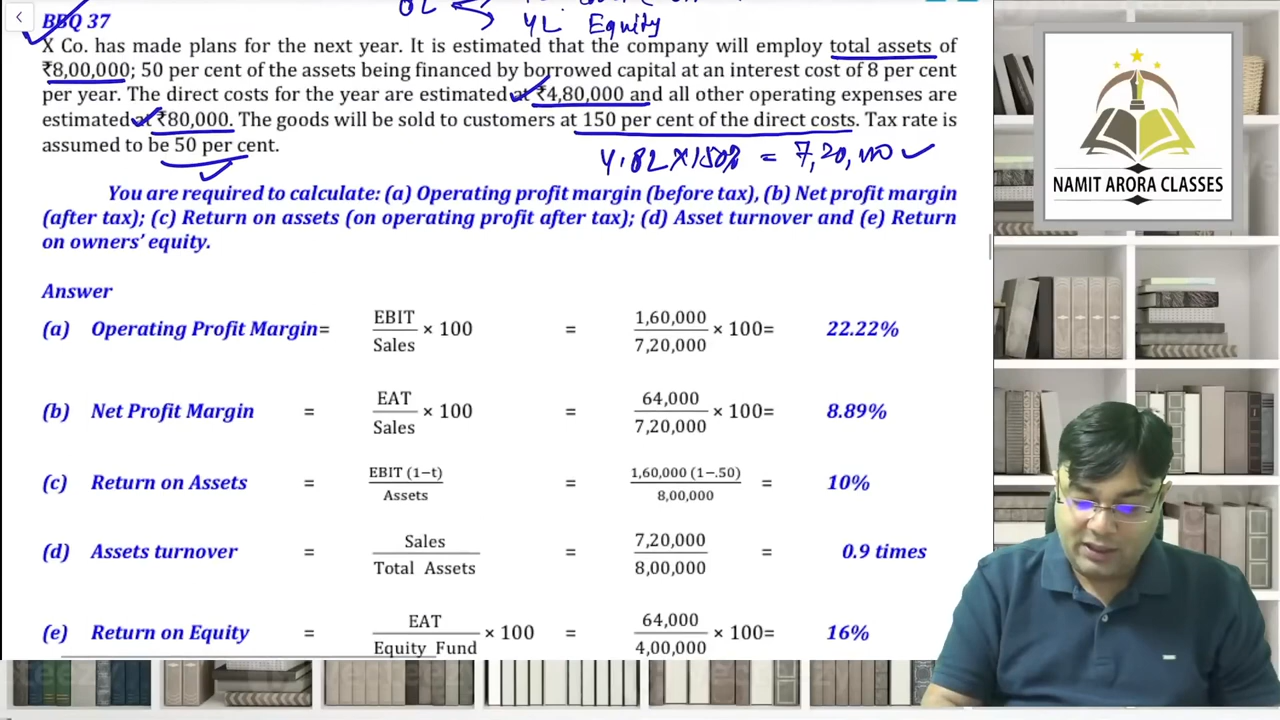 BBQ 37
8L
4L Equity
X Co. has made plans for the next year. It is estimated that the company will employ total assets of
₹8,00,000; 50 per cent of the assets being financed by borrowed capital at an interest cost of 8 per cent
per year. The direct costs for the year are estimated at ₹4,80,000 and all other operating expenses are
estimated at ₹80,000. The goods will be sold to customers at 150 per cent of the direct costs. Tax rate is
assumed to be 50 per cent.
4.8L X 150% = 7,20,000
You are required to calculate: (a) Operating profit margin (before tax), (b) Net profit margin
(after tax); (c) Return on assets (on operating profit after tax); (d) Asset turnover and (e) Return
on owners' equity.
Answer
(a) Operating Profit Margin= EBIT/Sales × 100 = 1,60,000/7,20,000 × 100= 22.22%
(b) Net Profit Margin = EAT/Sales × 100 = 64,000/7,20,000 × 100= 8.89%
(c) Return on Assets = EBIT (1−t)/Assets = 1,60,000 (1−.50)/8,00,000 = 10%
(d) Assets turnover = Sales/Total Assets = 7,20,000/8,00,000 = 0.9 times
(e) Return on Equity = EAT/Equity Fund × 100 = 64,000/4,00,000 × 100= 16%
NAMIT ARORA CLASSES